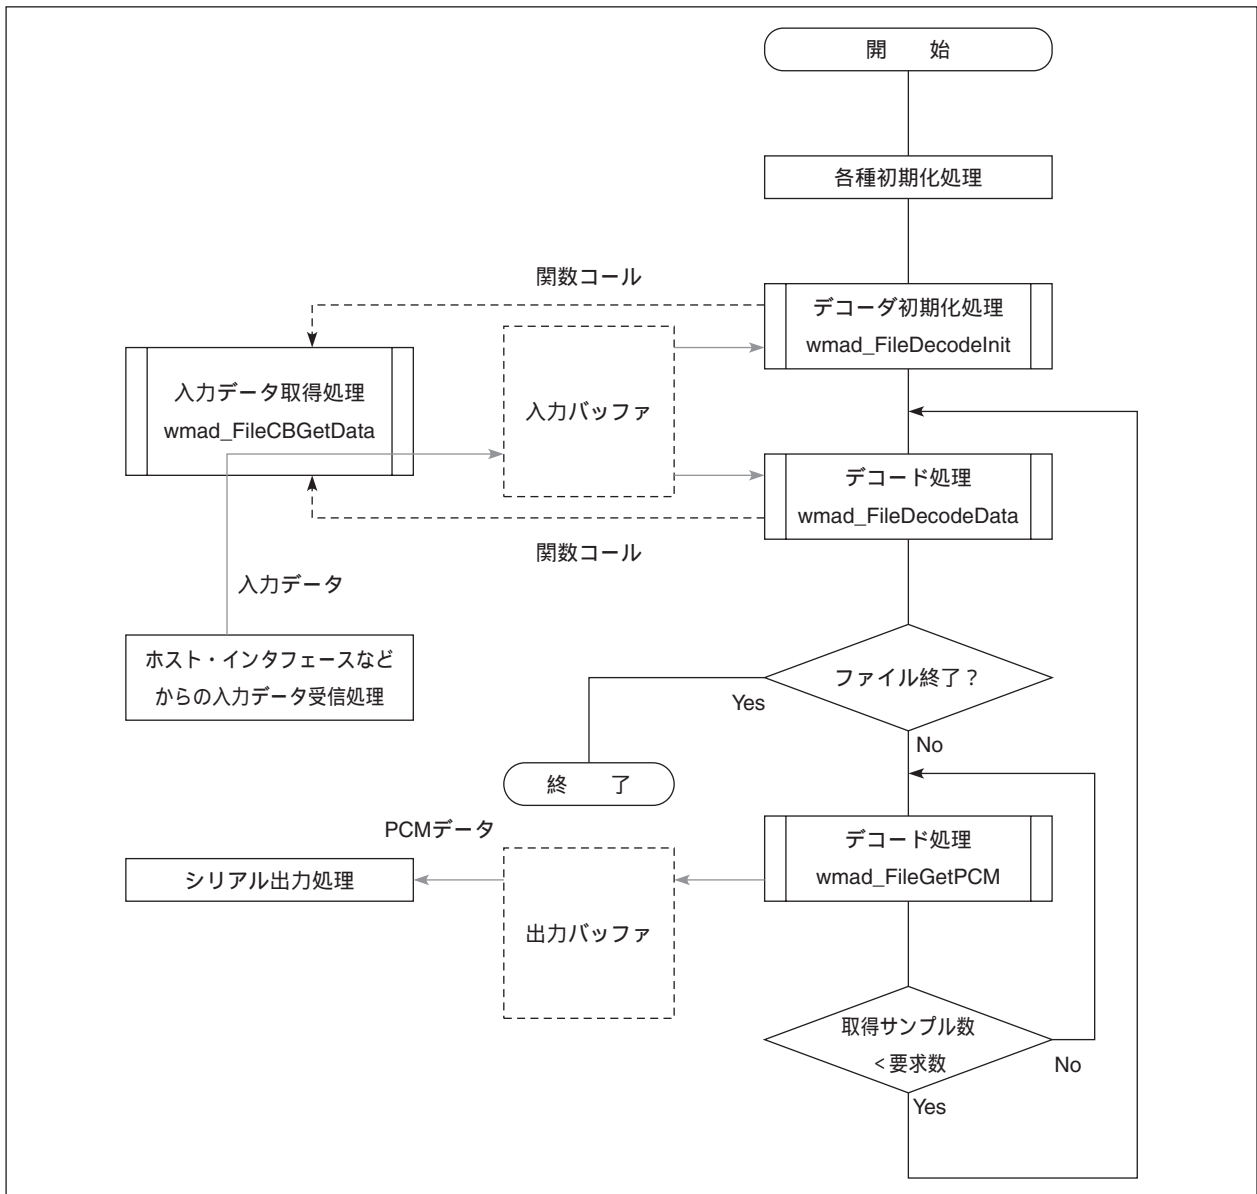 開　　始
各種初期化処理
関数コール
デコーダ初期化処理
wmad_FileDecodeInit
入力データ取得処理
wmad_FileCBGetData
入力バッファ
デコード処理
wmad_FileDecodeData
関数コール
入力データ
ホスト・インタフェースなど
からの入力データ受信処理
ファイル終了？
Yes
No
終　　了
PCMデータ
デコード処理
wmad_FileGetPCM
シリアル出力処理
出力バッファ
取得サンプル数
＜要求数
No
Yes